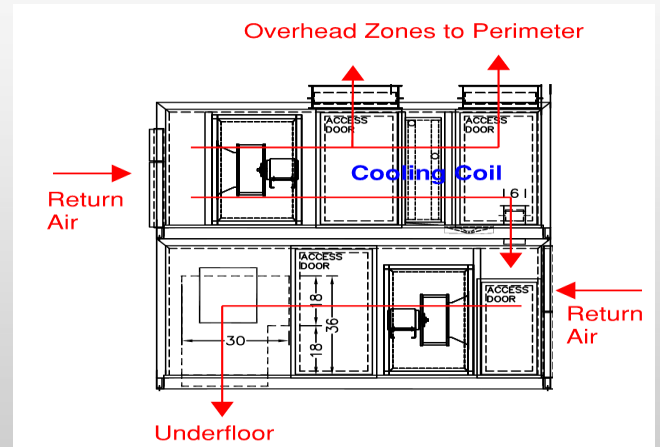 Overhead Zones to Perimeter
ACCESS
DOOR
ACCESS
DOOR
Cooling Coil
Return
Air
161
ACCESS
DOOR
ACCESS
DOOR
18
36
30
18
Return
Air
Underfloor